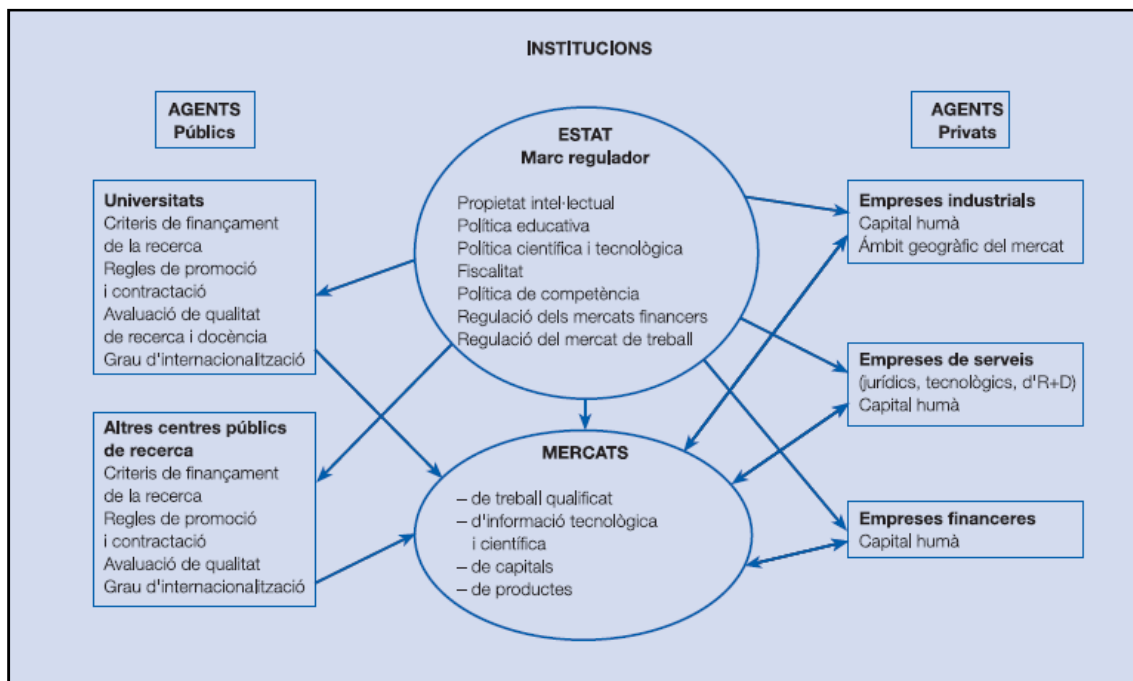 INSTITUCIONS
AGENTS
Públics
Universitats
Criteris de finançament
de la recerca
Regles de promoció
i contractació
Avaluació de qualitat
de recerca i docència
Grau d'internacionalització
Altres centres públics
de recerca
Criteris de finançament
de la recerca
Regles de promoció
i contractació
Avaluació de qualitat
Grau d'internacionalització
ESTAT
Marc regulador
Propietat intel·lectual
Política educativa
Política científica i tecnològica
Fiscalitat
Política de competència
Regulació dels mercats financers
Regulació del mercat de treball
MERCATS
– de treball qualificat
– d'informació tecnològica
i científica
– de capitals
– de productes
AGENTS
Privats
Empreses industrials
Capital humà
Ámbit geogràfic del mercat
Empreses de serveis
(jurídics, tecnològics, d'R+D)
Capital humà
Empreses financeres
Capital humà